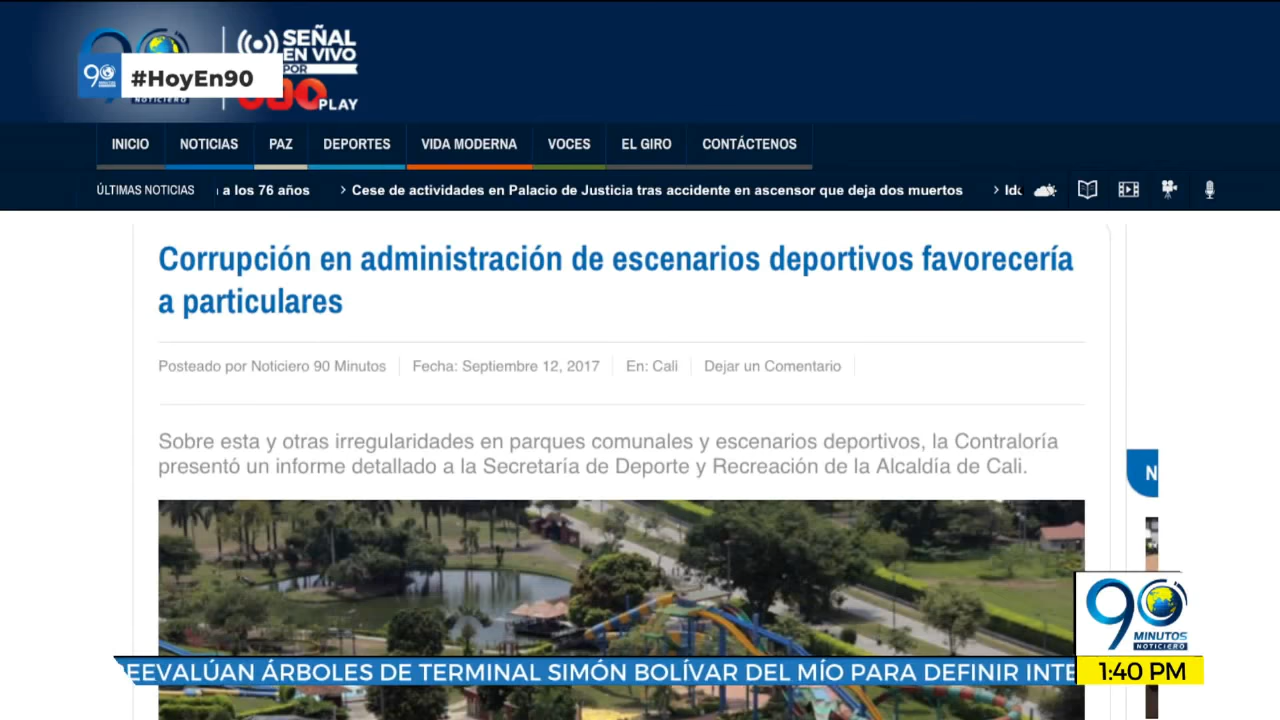 SEÑAL
EN VIVO
POR
PLAY
90
MINUTOS
#HoyEn90
NOTICIERO
INICIO
NOTICIAS
PAZ
DEPORTES
VIDA MODERNA
VOCES
EL GIRO
CONTÁCTENOS
ÚLTIMAS NOTICIAS
a los 76 años
> Cese de actividades en Palacio de Justicia tras accidente en ascensor que deja dos muertos
Corrupción en administración de escenarios deportivos favorecería
a particulares
Posteado por Noticiero 90 Minutos
Fecha: Septiembre 12, 2017
En: Cali
Dejar un Comentario
Sobre esta y otras irregularidades en parques comunales y escenarios deportivos, la Contraloría
presentó un informe detallado a la Secretaría de Deporte y Recreación de la Alcaldía de Cali.
N
90
MINUTOS
NOTICIERO
EEVALÚAN ÁRBOLES DE TERMINAL SIMÓN BOLÍVAR DEL MÍO PARA DEFINIR INTE
1:40 PM